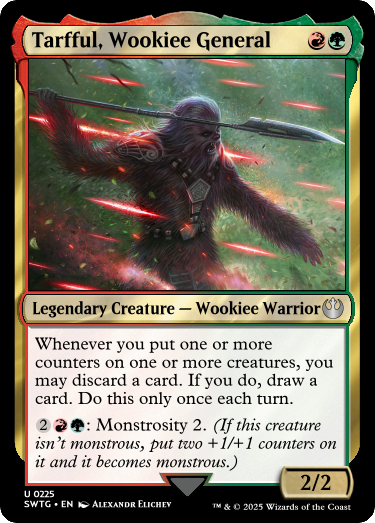 Tarfful, Wookiee General
Legendary Creature — Wookiee Warrior
Whenever you put one or more
counters on one or more creatures, you
may discard a card. If you do, draw a
card. Do this only once each turn.
2RG: Monstrosity 2. (If this creature
isn't monstrous, put two +1/+1 counters on
it and it becomes monstrous.)
2/2
U 0225
SWTG • EN Alexandr Elichev
™ & © 2025 Wizards of the Coast